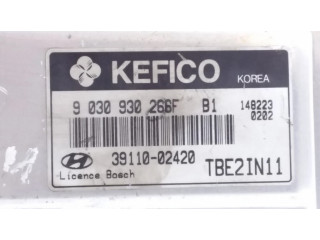 KEFICO KOREA
9 030 930 266F B1 148223
0202
39110-02420 TBE2IN11
Licence Bosch